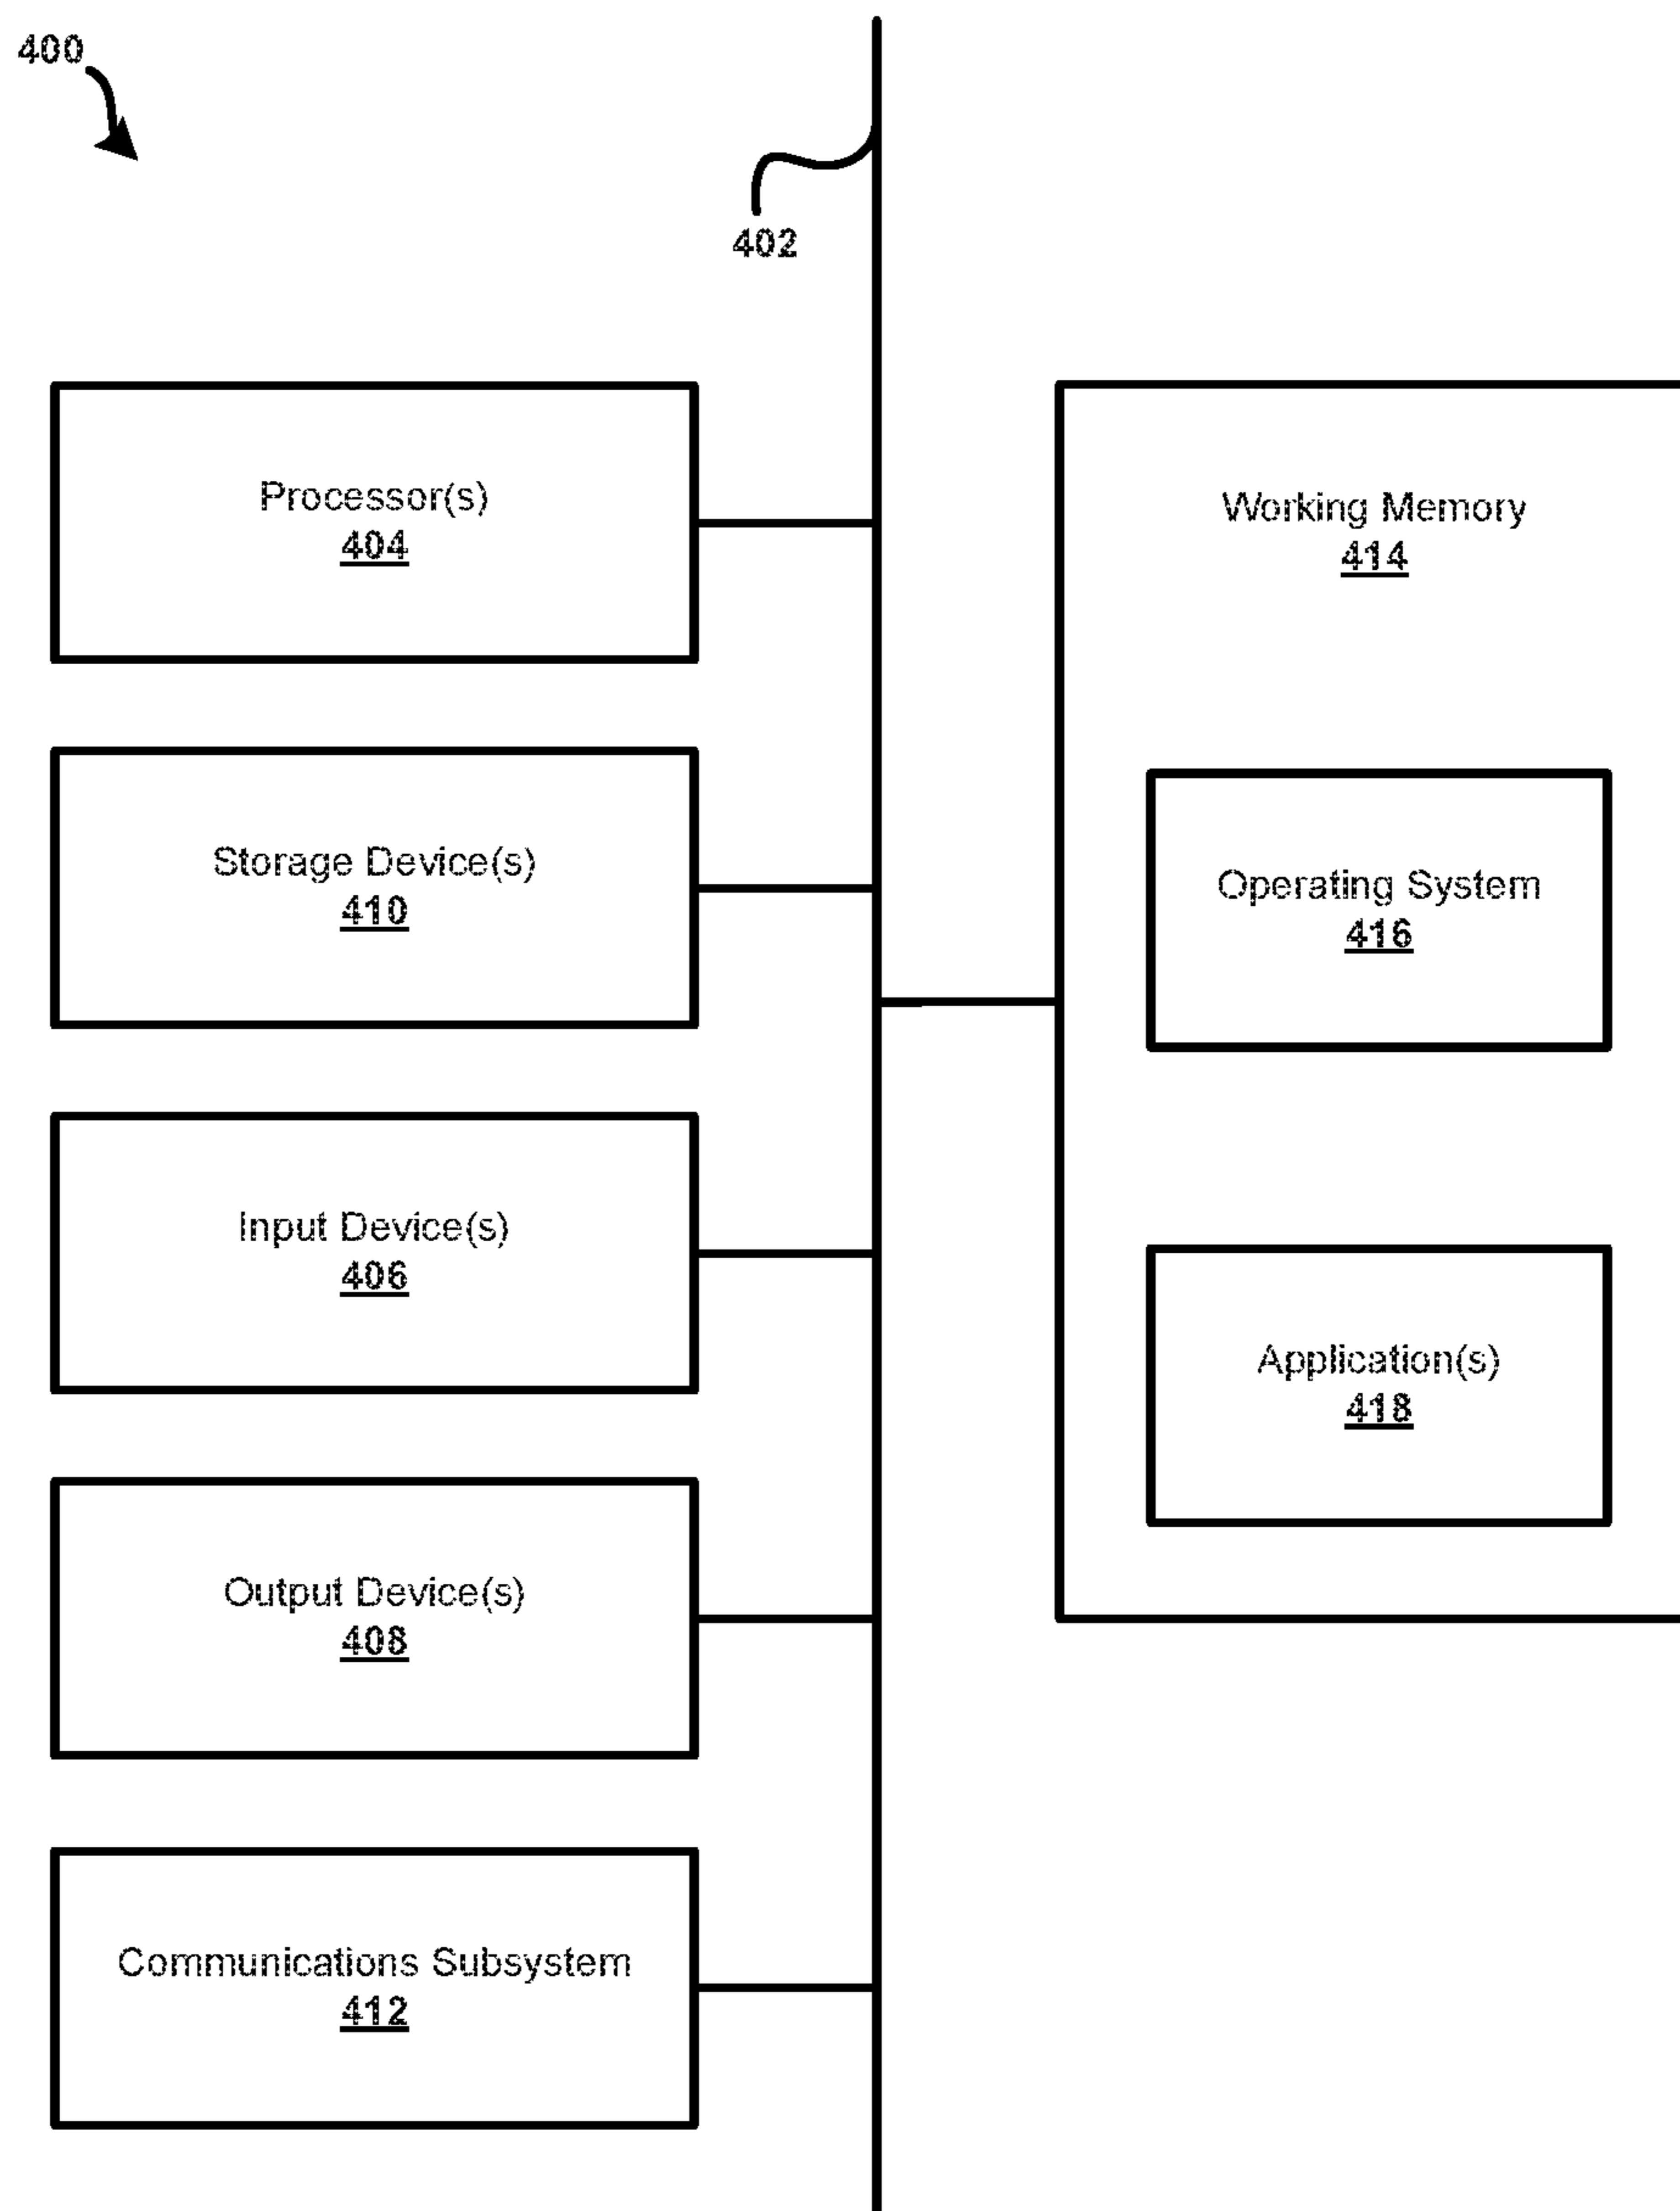 400
402
Processor(s)
404
Storage Device(s)
410
Input Device(s)
406
Output Device(s)
408
Communications Subsystem
412
Working Memory
414
Operating System
416
Application(s)
418